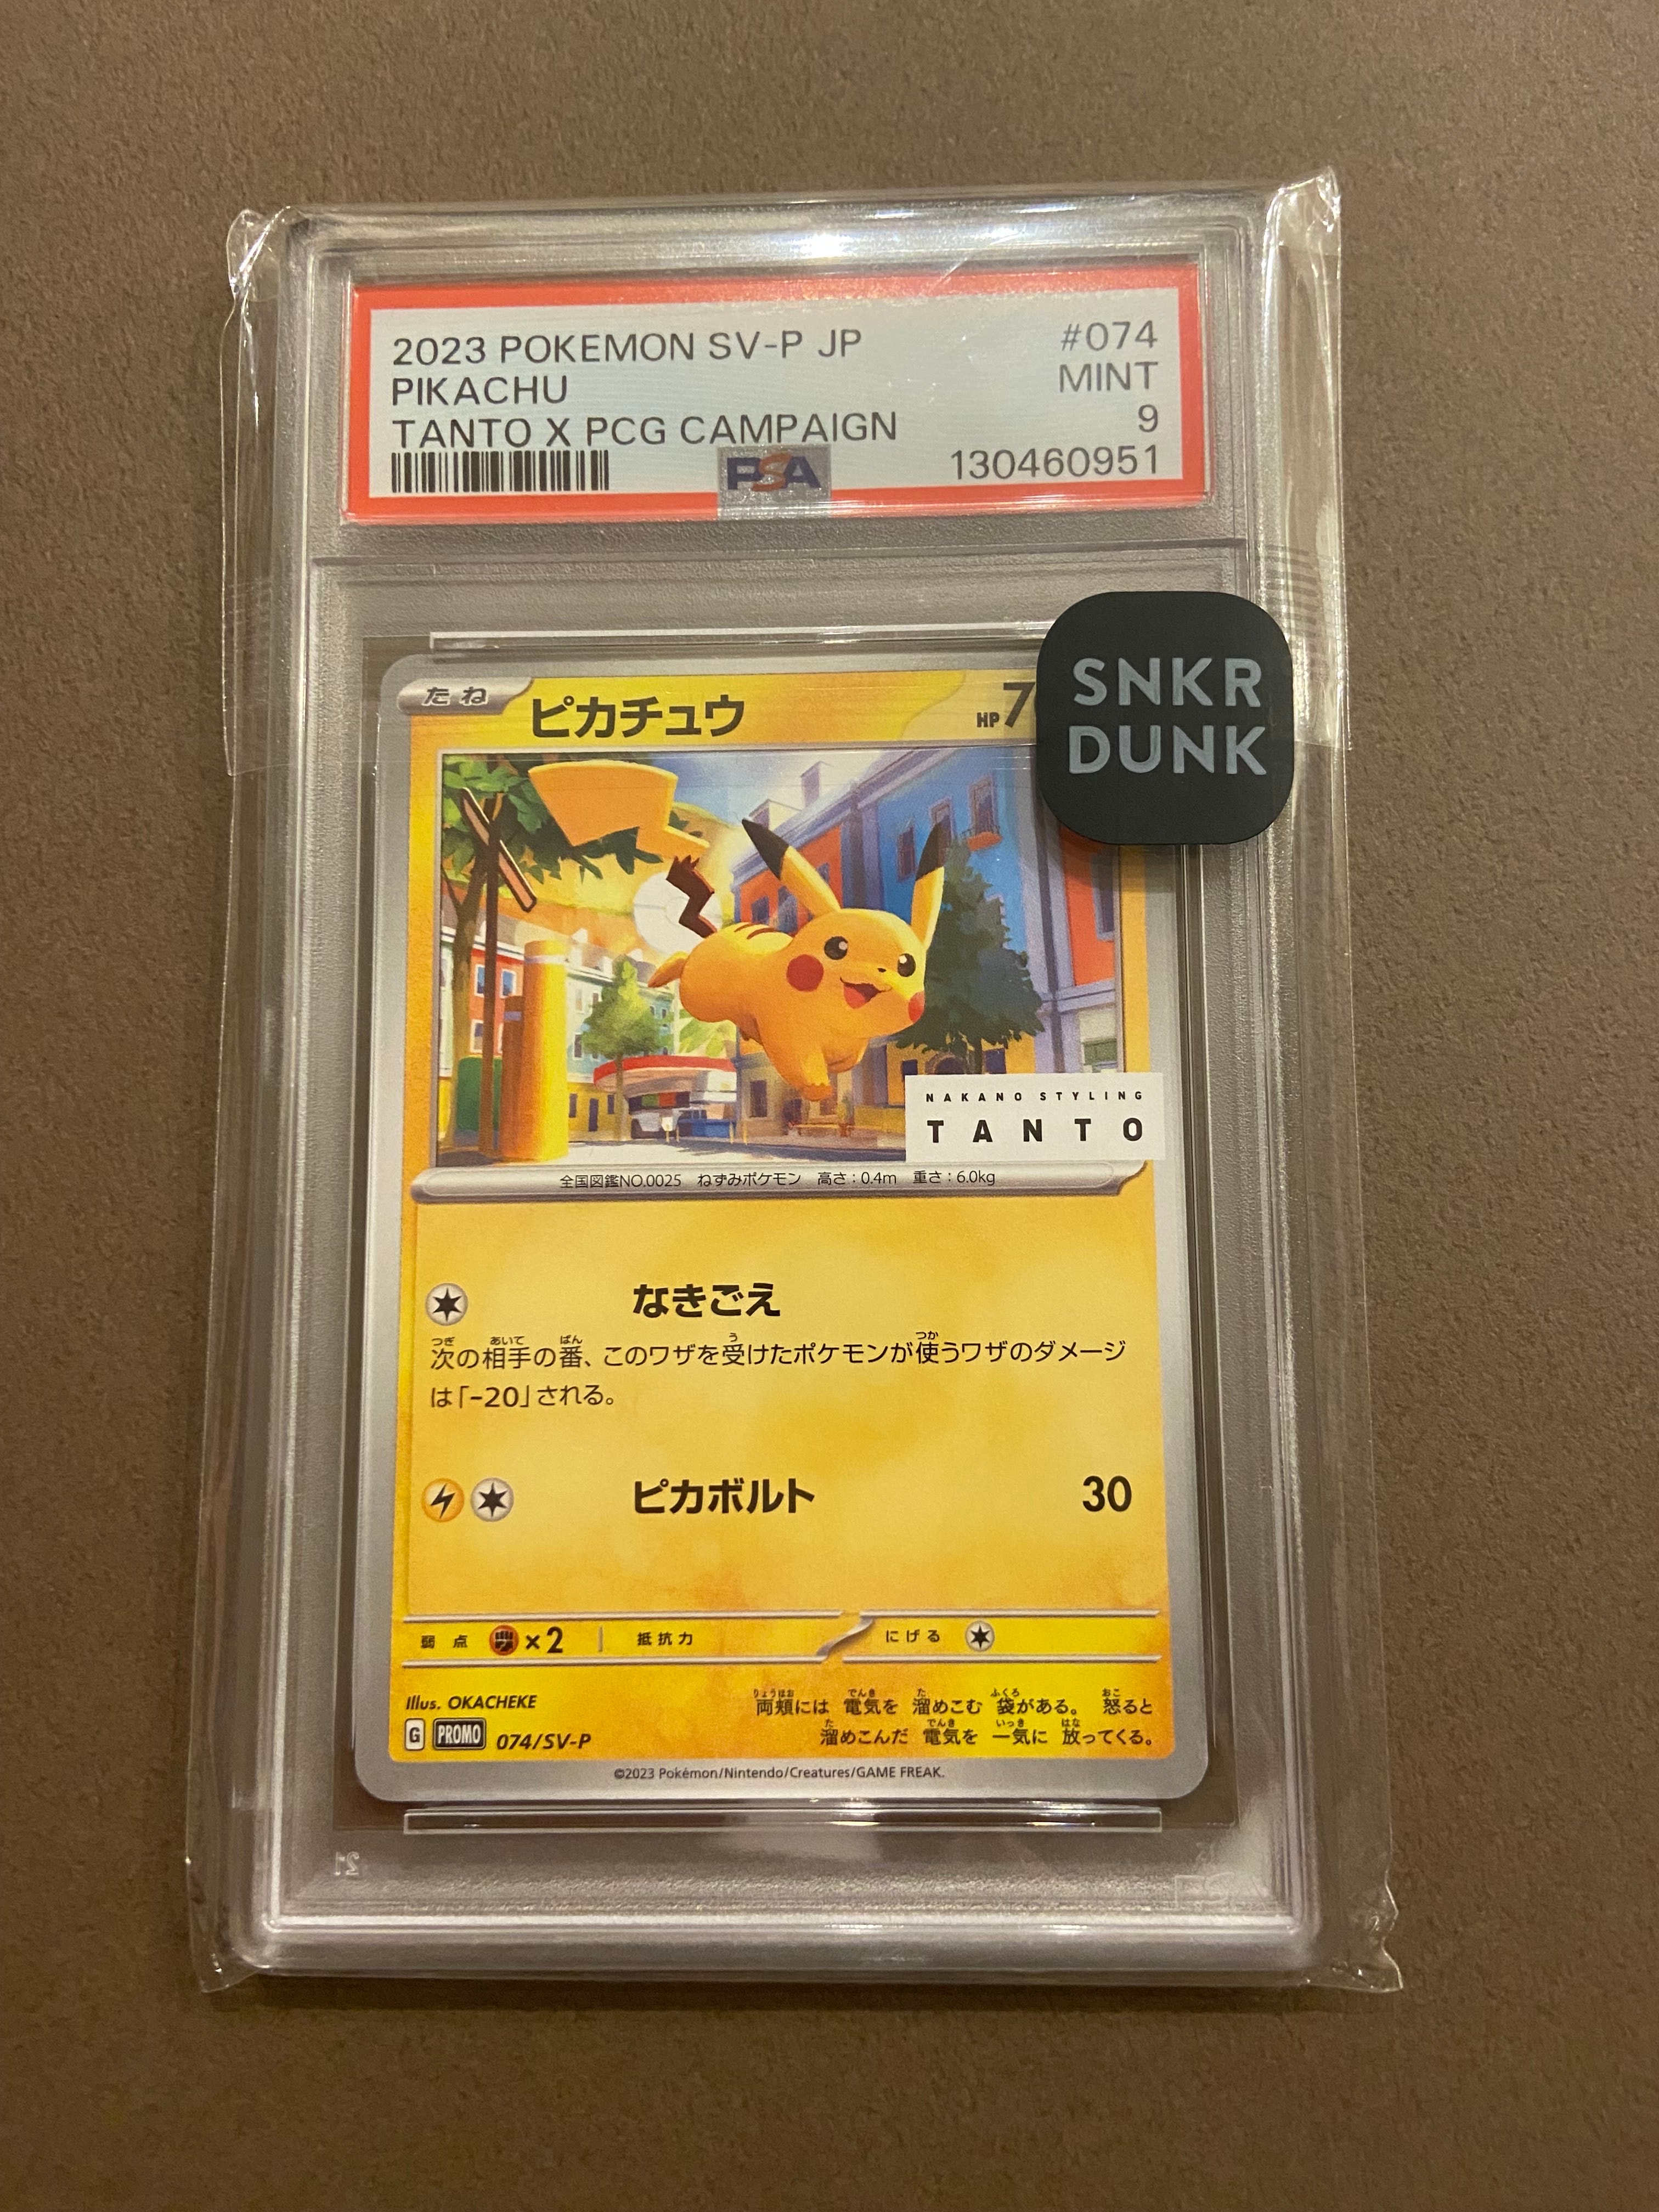 2023 POKEMON SV-P JP #074
PIKACHU MINT
TANTO X PCG CAMPAIGN 9
PSA 130460951
SNKR
DUNK
たね ピカチュウ HP 7
NAKANO STYLING
TANTO
全国図鑑NO.0025 ねずみポケモン 高さ：0.4m 重さ：6.0kg
なきごえ
次の相手の番、このワザを受けたポケモンが使うワザのダメージ
は「-20」される。
ピカボルト 30
弱点 ×2 抵抗力 にげる
Illus. OKACHEKE
両頬には 電気を 溜めこむ 袋がある。 怒ると
溜めこんだ 電気を 一気に 放ってくる。
G PROMO 074/SV-P
©2023 Pokémon/Nintendo/Creatures/GAME FREAK.